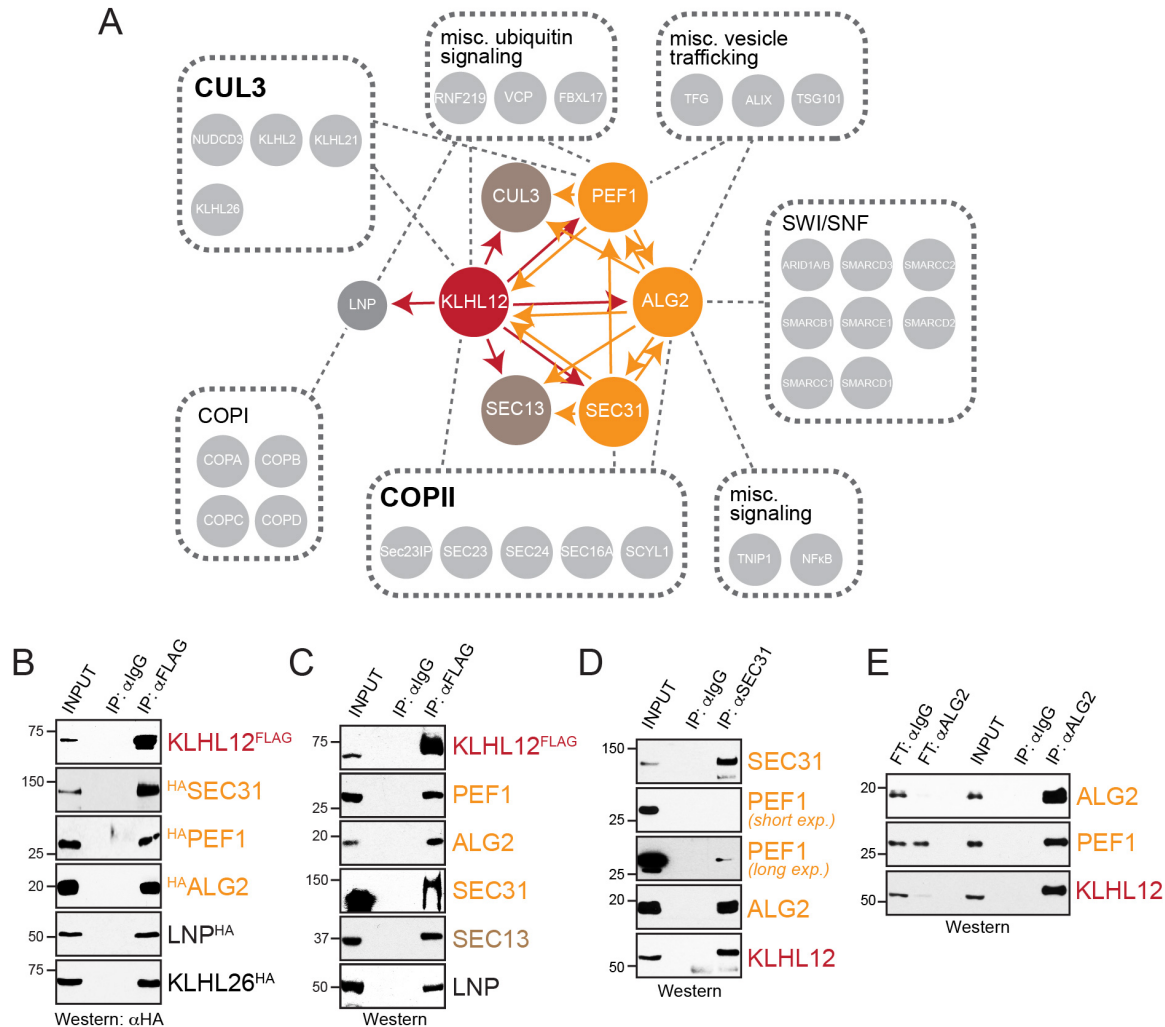 A
CUL3
NUDCD3 KLHL2 KLHL21
KLHL26
misc. ubiquitin
signaling
RNF219 VCP FBXL17
misc. vesicle
trafficking
TFG ALIX TSG101
CUL3 PEF1
LNP KLHL12 ALG2
SEC13 SEC31
SWI/SNF
ARID1A/B SMARCD3 SMARCC2
SMARCB1 SMARCE1 SMARCD2
SMARCC1 SMARCD1
COPI
COPA COPB
COPC COPD
COPII
Sec23IP SEC23 SEC24 SEC16A SCYL1
misc.
signaling
TNIP1 NFκB
B
INPUT
IP: αIgG
IP: αFLAG
75
KLHL12FLAG
150
HASEC31
25
HAPEF1
20
HAALG2
50
LNPHA
75
KLHL26HA
Western: αHA
C
INPUT
IP: αIgG
IP: αFLAG
75
KLHL12FLAG
25
PEF1
20
ALG2
150
SEC31
37
SEC13
50
LNP
Western
D
INPUT
IP: αIgG
IP: αSEC31
150
SEC31
25
PEF1
(short exp.)
25
PEF1
(long exp.)
20
ALG2
50
KLHL12
Western
E
FT: αIgG
FT: αALG2
INPUT
IP: αIgG
IP: αALG2
20
ALG2
25
PEF1
50
KLHL12
Western